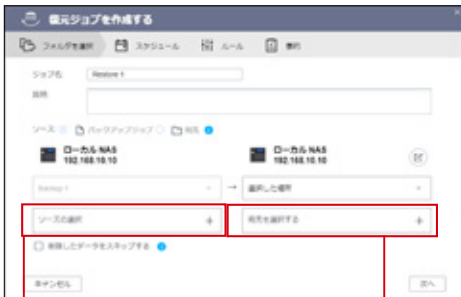 復元ジョブを作成する
フォルダを選択 スケジュール ルール 要約
ジョブ名: Restore 1
説明:
ソース: バックアップジョブ 宛先
ローカル NAS 192.168.10.10
ローカル NAS 192.168.10.10
Backup 1 → 選択した場所
ソースの選択 +
宛先を選択する +
破損したデータをスキップする
キャンセル
次へ